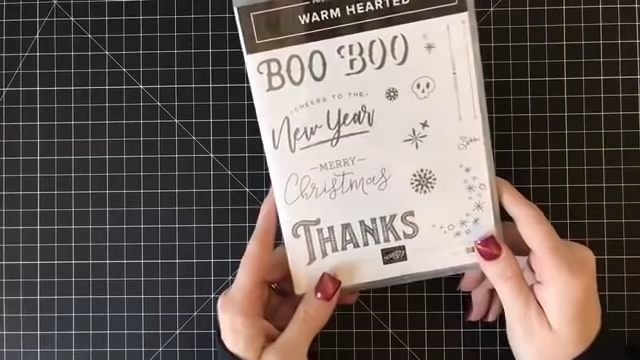 WARM HEARTED
BOO BOO
CHEERS TO THE
New Year
MERRY
Christmas
THANKS